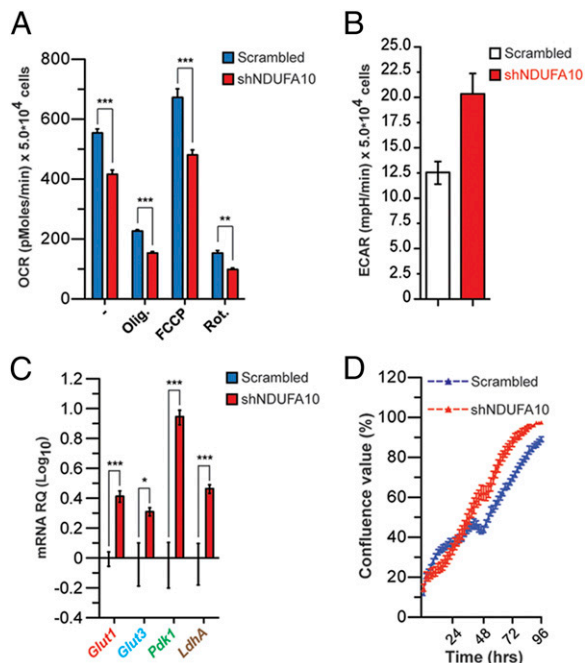 A
Scrambled
shNDUFA10
OCR (pMoles/min) x 5.0*10⁴ cells
800
600
400
200
0
***
***
***
**
-
Olig.
FCCP
Rot.
B
Scrambled
shNDUFA10
ECAR (mpH/min) x 5.0*10⁴ cells
25.0
22.5
20.0
17.5
15.0
12.5
10.0
7.5
5.0
2.5
0
C
Scrambled
shNDUFA10
mRNA RQ (Log₁₀)
1.2
1.0
0.8
0.6
0.4
0.2
0
-0.2
-0.4
***
*
***
***
Glut1
Glut3
Pdk1
LdhA
D
Scrambled
shNDUFA10
Confluence value (%)
120
100
80
60
40
20
0
24
48
72
96
Time (hrs)